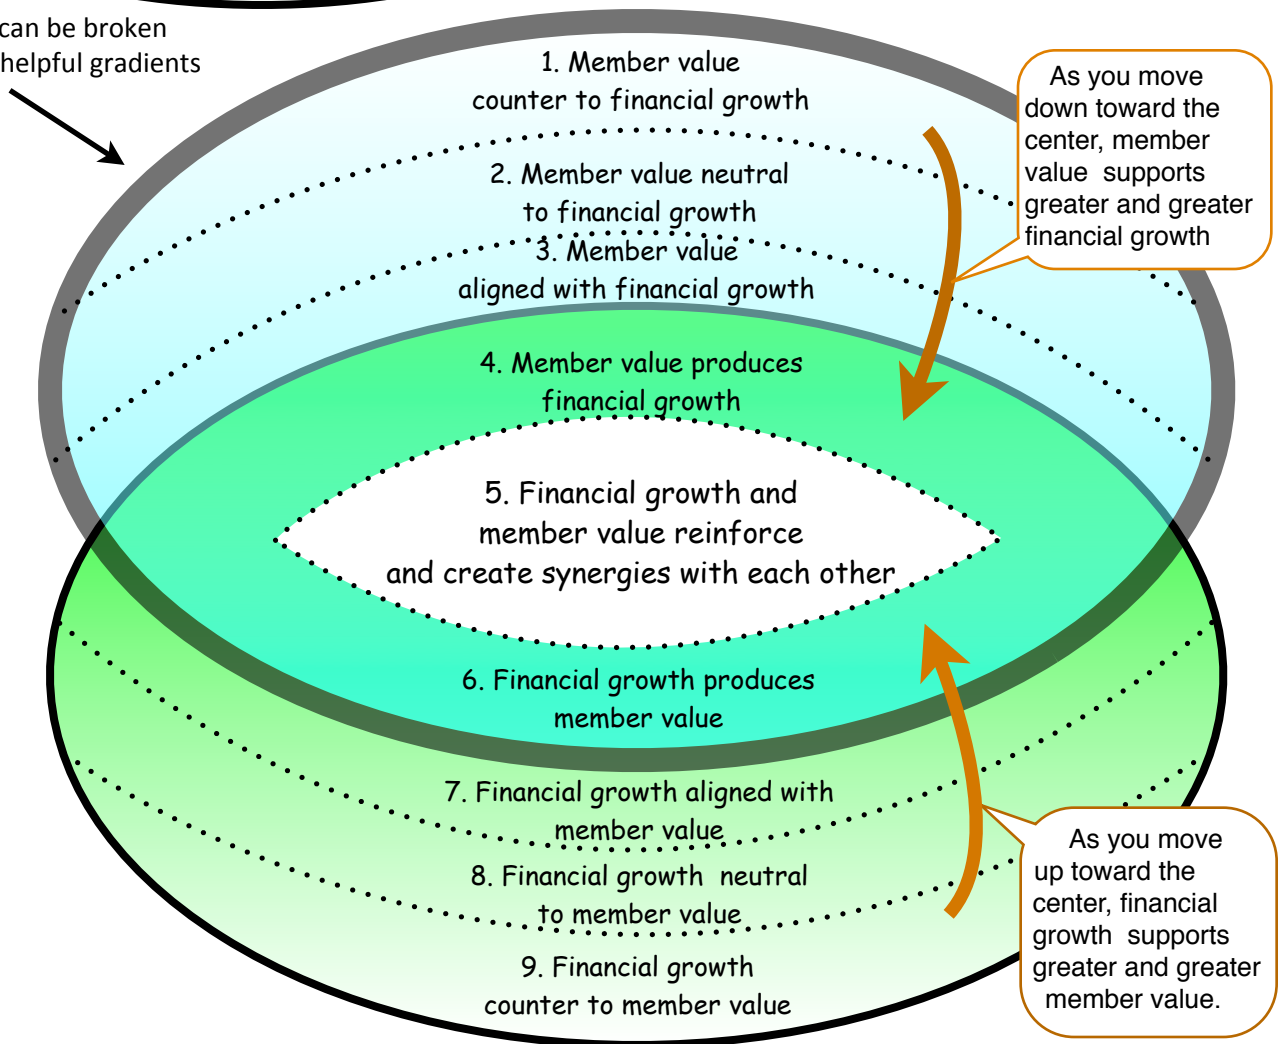 can be broken
helpful gradients
1. Member value
counter to financial growth
As you move
down toward the
center, member
value supports
greater and greater
financial growth
2. Member value neutral
to financial growth
3. Member value
aligned with financial growth
4. Member value produces
financial growth
5. Financial growth and
member value reinforce
and create synergies with each other
6. Financial growth produces
member value
7. Financial growth aligned with
member value
8. Financial growth neutral
to member value
9. Financial growth
counter to member value
As you move
up toward the
center, financial
growth supports
greater and greater
member value.